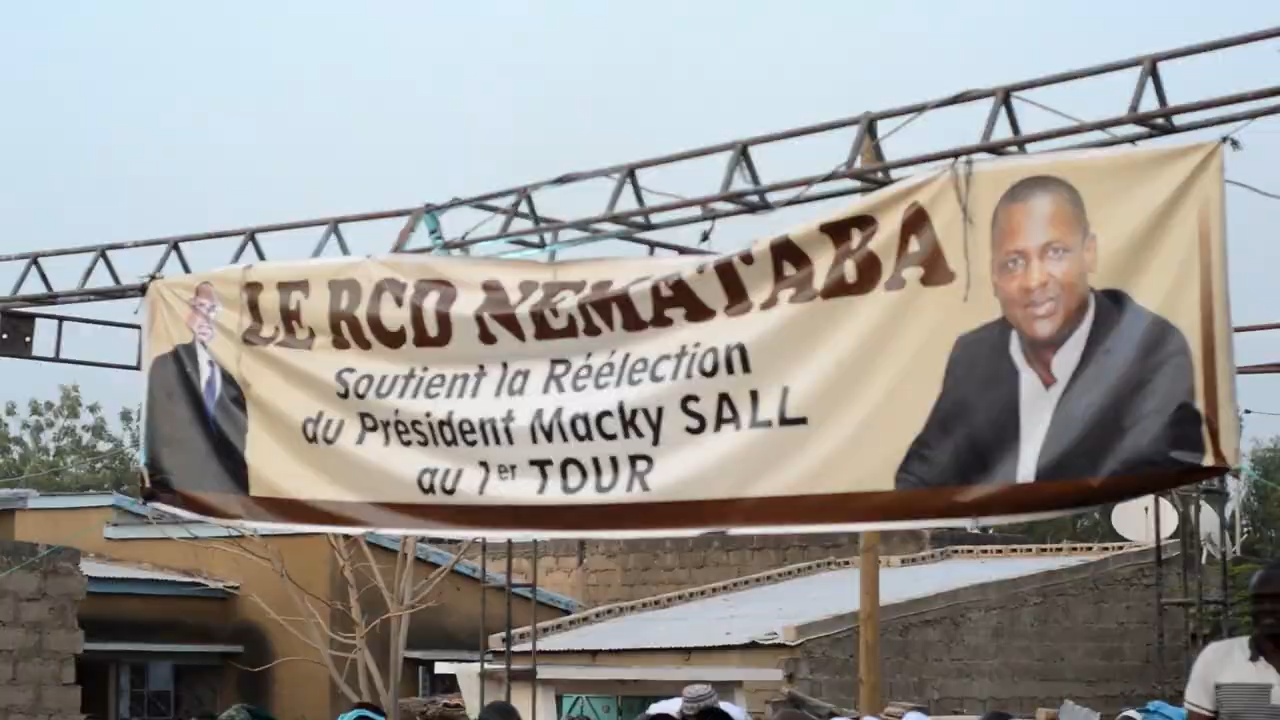 LE RCD NEMATABA
Soutient la Réélection
du Président Macky SALL
au 1er TOUR